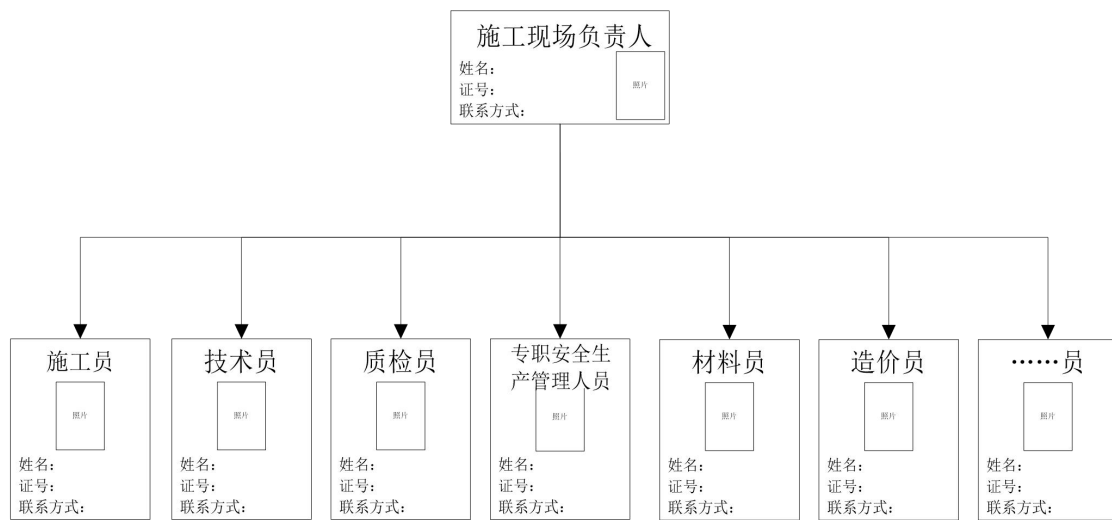 施工现场负责人
姓名：
证号：
联系方式：
照片
施工员
照片
姓名：
证号：
联系方式：
技术员
照片
姓名：
证号：
联系方式：
质检员
照片
姓名：
证号：
联系方式：
专职安全生
产管理人员
照片
姓名：
证号：
联系方式：
材料员
照片
姓名：
证号：
联系方式：
造价员
照片
姓名：
证号：
联系方式：
……员
照片
姓名：
证号：
联系方式：